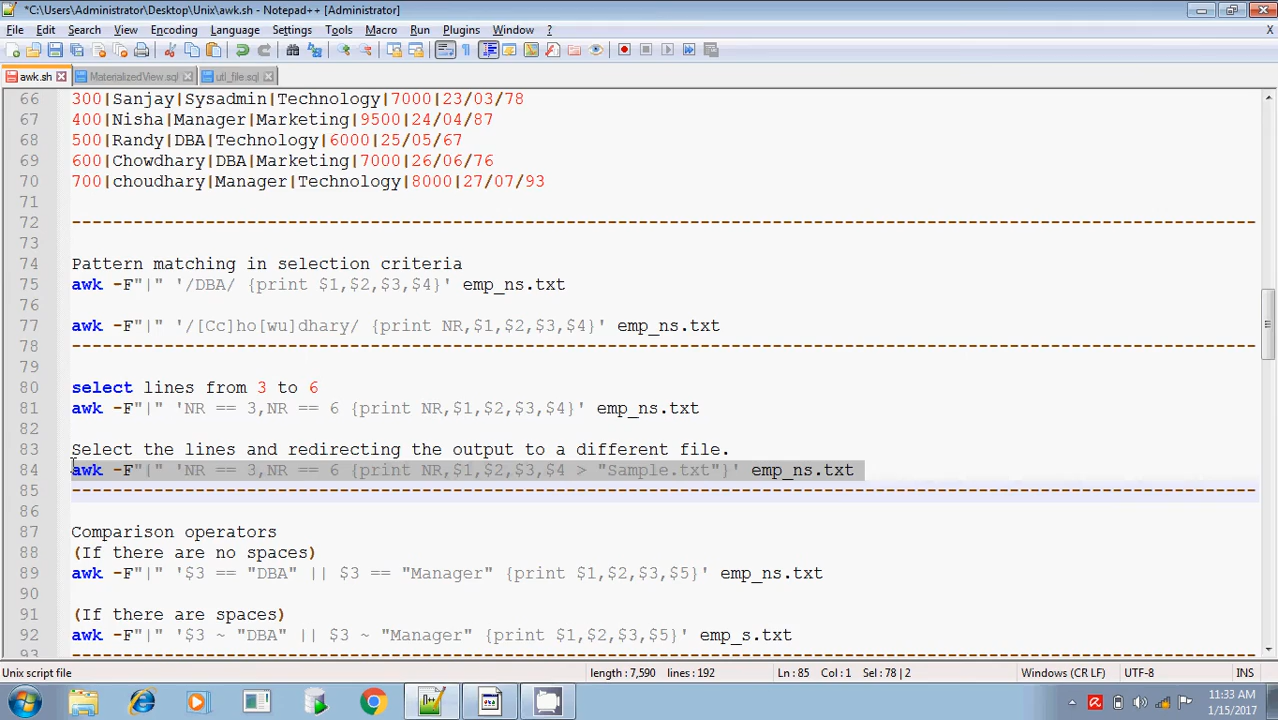 *C:\Users\Administrator\Desktop\Unix\awk.sh - Notepad++ [Administrator]
File Edit Search View Encoding Language Settings Tools Macro Run Plugins Window ? X
awk.sh MaterializedView.sql utl_file.sql
66 300|Sanjay|Sysadmin|Technology|7000|23/03/78
67 400|Nisha|Manager|Marketing|9500|24/04/87
68 500|Randy|DBA|Technology|6000|25/05/67
69 600|Chowdhary|DBA|Marketing|7000|26/06/76
70 700|choudhary|Manager|Technology|8000|27/07/93
71
72 -------------------------------------------------------------------------------------------------------------------
73
74 Pattern matching in selection criteria
75 awk -F"|" '/DBA/ {print $1,$2,$3,$4}' emp_ns.txt
76
77 awk -F"|" '/[Cc]ho[wu]dhary/ {print NR,$1,$2,$3,$4}' emp_ns.txt
78 -------------------------------------------------------------------------------------------------------------------
79
80 select lines from 3 to 6
81 awk -F"|" 'NR == 3,NR == 6 {print NR,$1,$2,$3,$4}' emp_ns.txt
82
83 Select the lines and redirecting the output to a different file.
84 awk -F"|" 'NR == 3,NR == 6 {print NR,$1,$2,$3,$4 > "Sample.txt"}' emp_ns.txt
85 -------------------------------------------------------------------------------------------------------------------
86
87 Comparison operators
88 (If there are no spaces)
89 awk -F"|" '$3 == "DBA" || $3 == "Manager" {print $1,$2,$3,$5}' emp_ns.txt
90
91 (If there are spaces)
92 awk -F"|" '$3 ~ "DBA" || $3 ~ "Manager" {print $1,$2,$3,$5}' emp_s.txt
93 -------------------------------------------------------------------------------------------------------------------
Unix script file length : 7,590 lines : 192 Ln : 85 Col : 1 Sel : 78 | 2 Windows (CR LF) UTF-8 INS
11:33 AM
1/15/2017